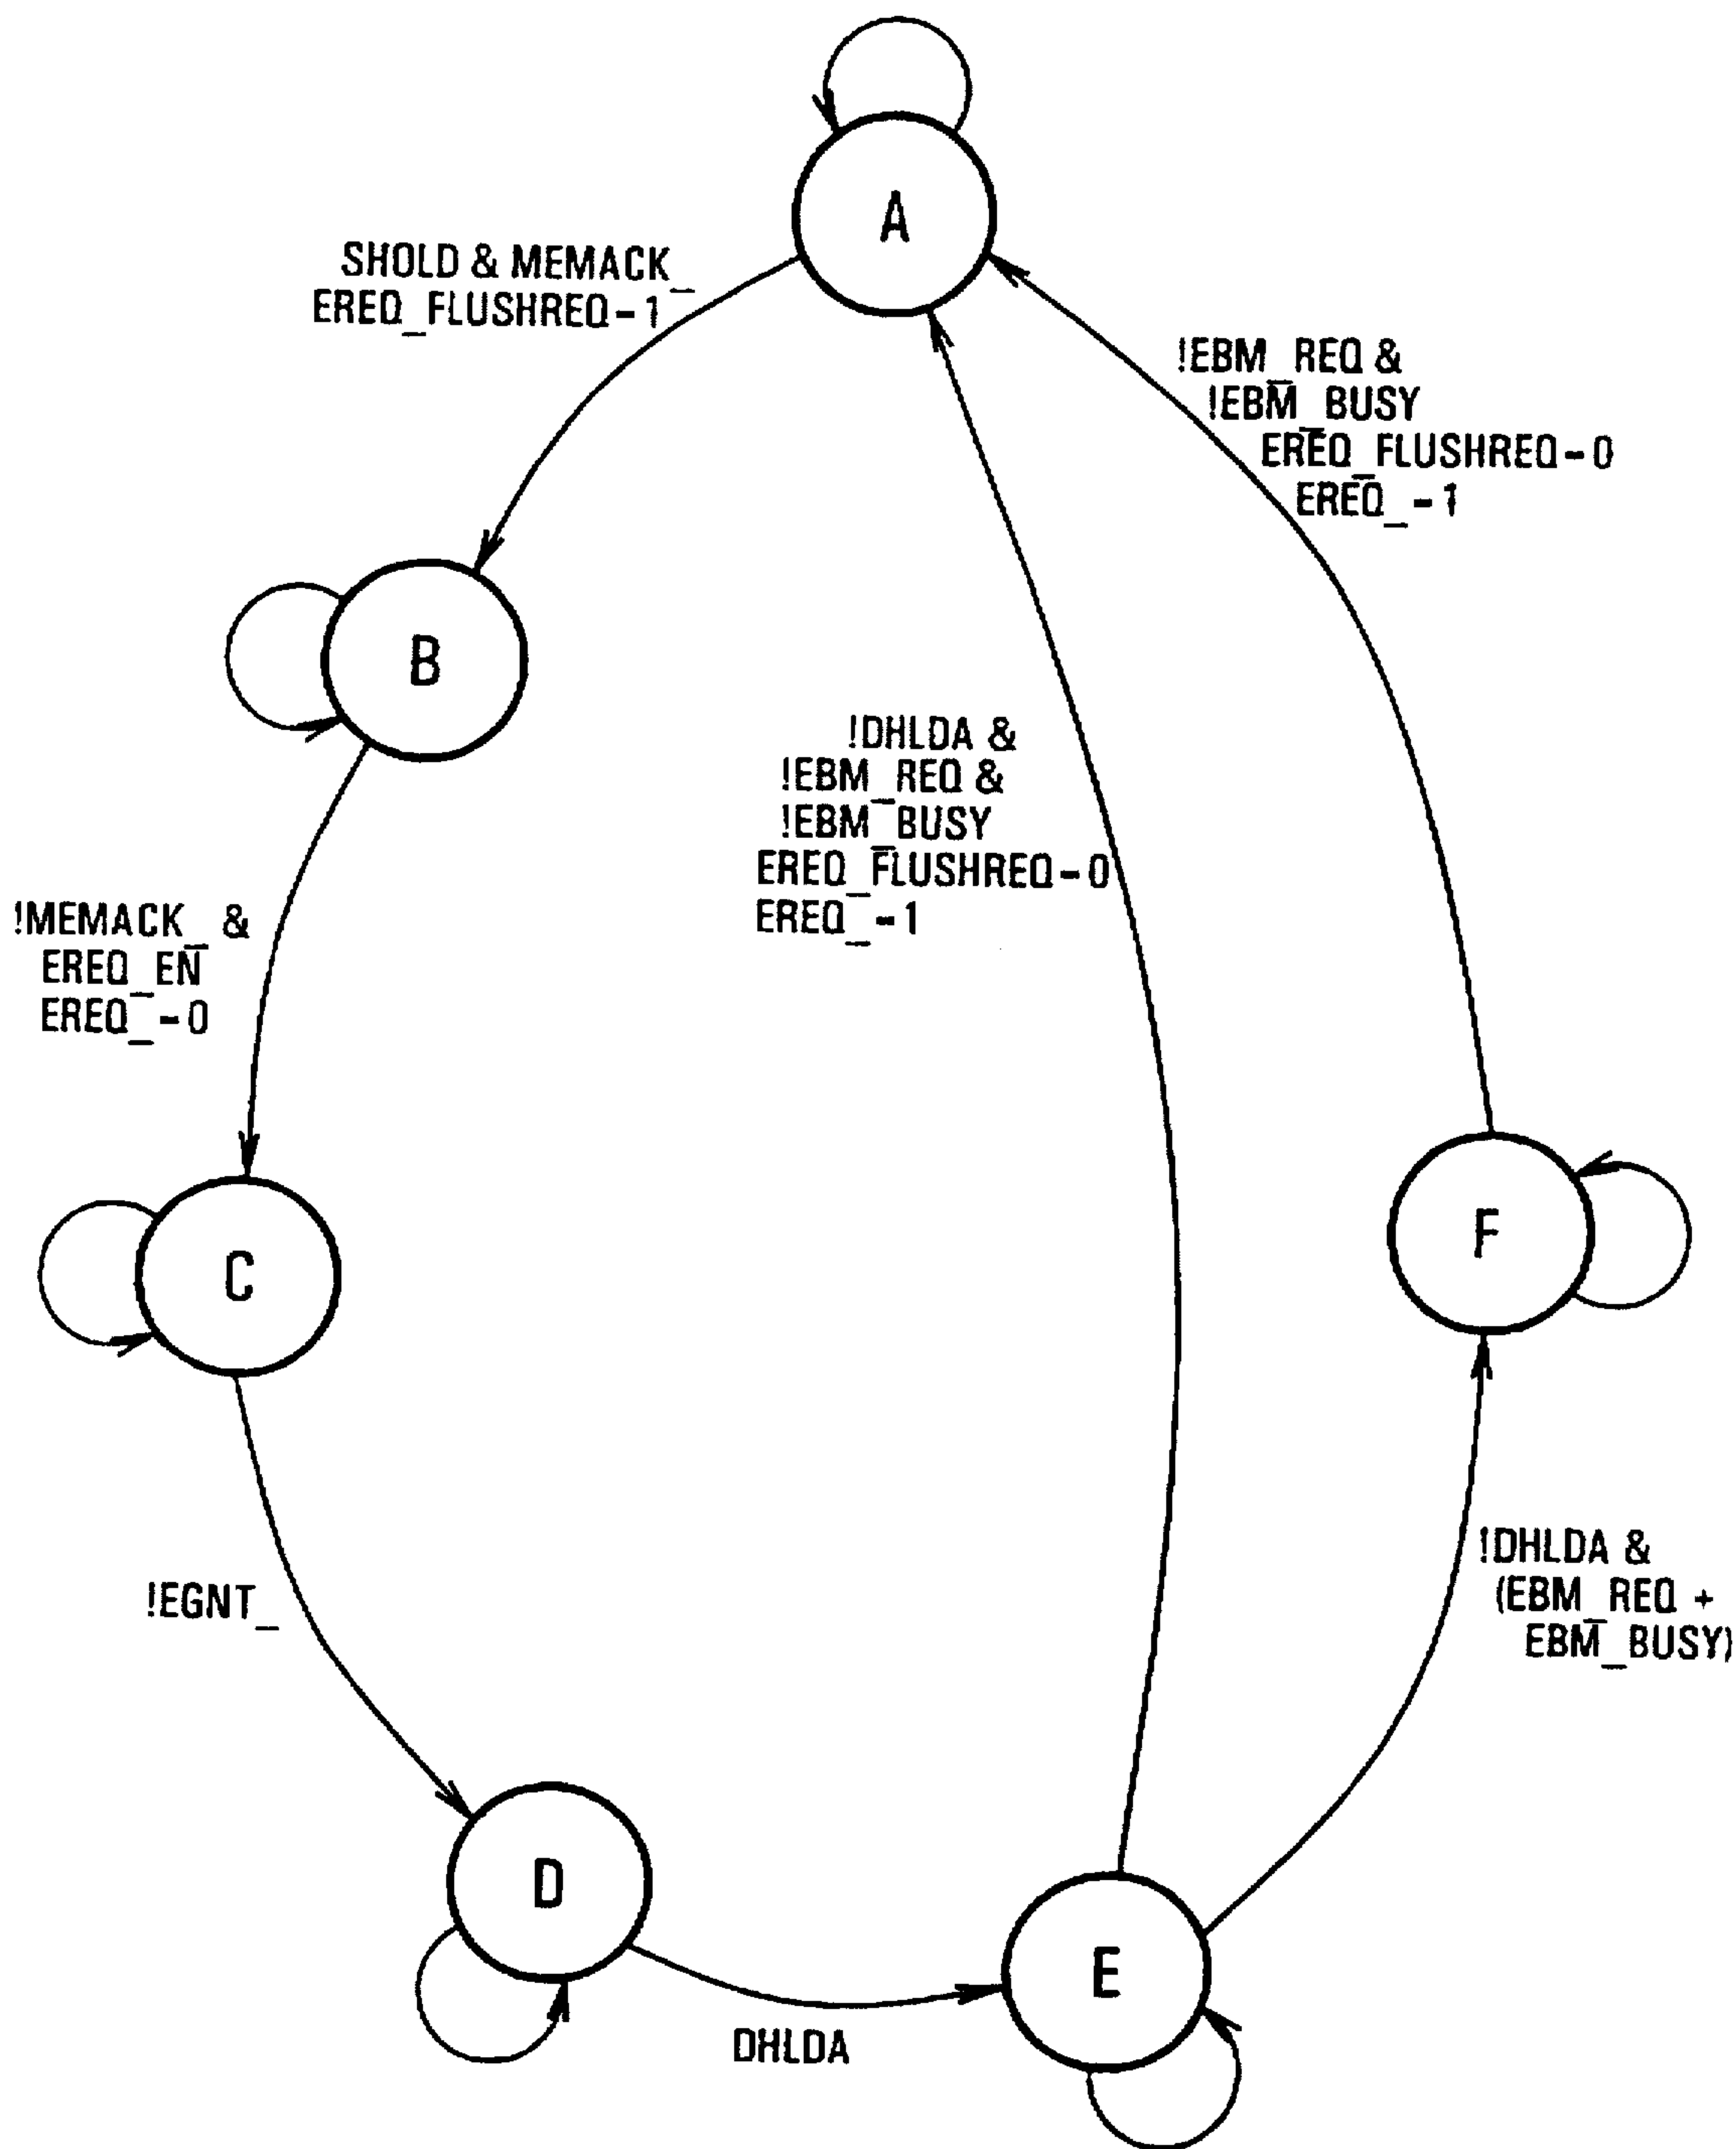 A
SHOLD & MEMACK_
EREQ_FLUSHREQ-1
!EBM_REQ &
!EBM_BUSY
EREQ_FLUSHREQ-0
EREQ_-1
B
!DHLDA &
!EBM_REQ &
!EBM_BUSY
EREQ_FLUSHREQ-0
EREQ_-1
!MEMACK_ &
EREQ_EN
EREQ_-0
C
F
!EGNT_
!DHLDA &
(EBM_REQ +
EBM_BUSY)
D
E
DHLDA